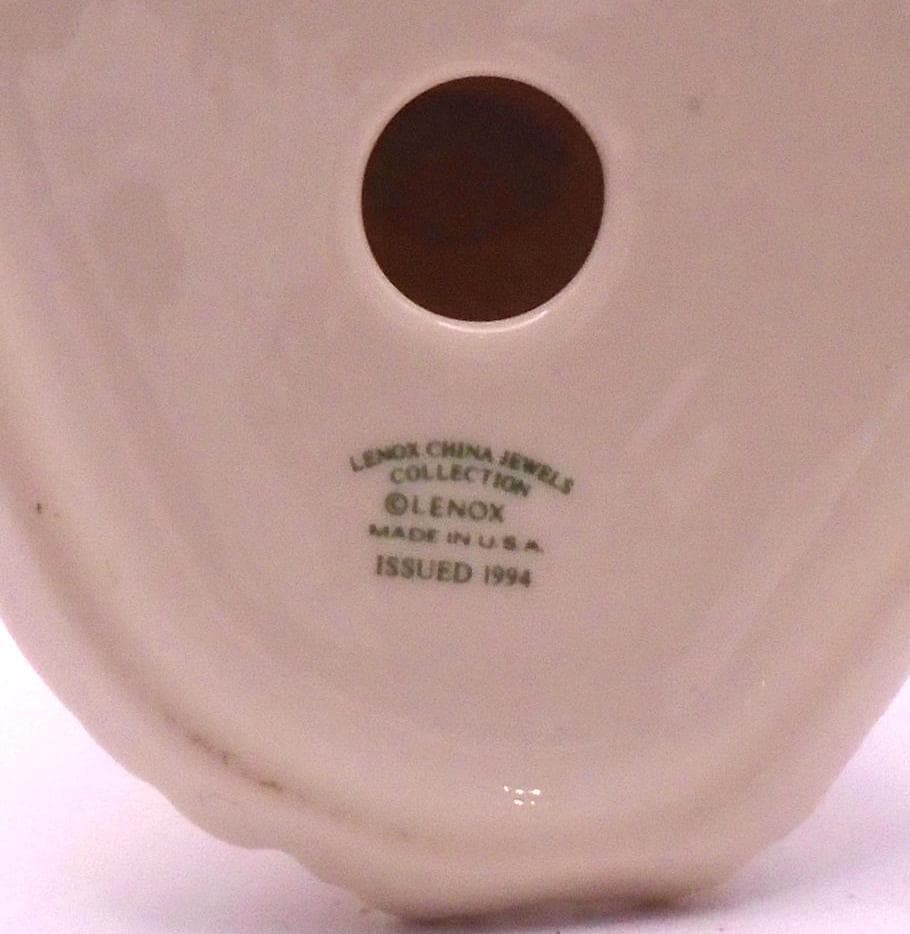 LENOX CHINA JEWELS
COLLECTION
©LENOX
MADE IN U.S.A.
ISSUED 1994